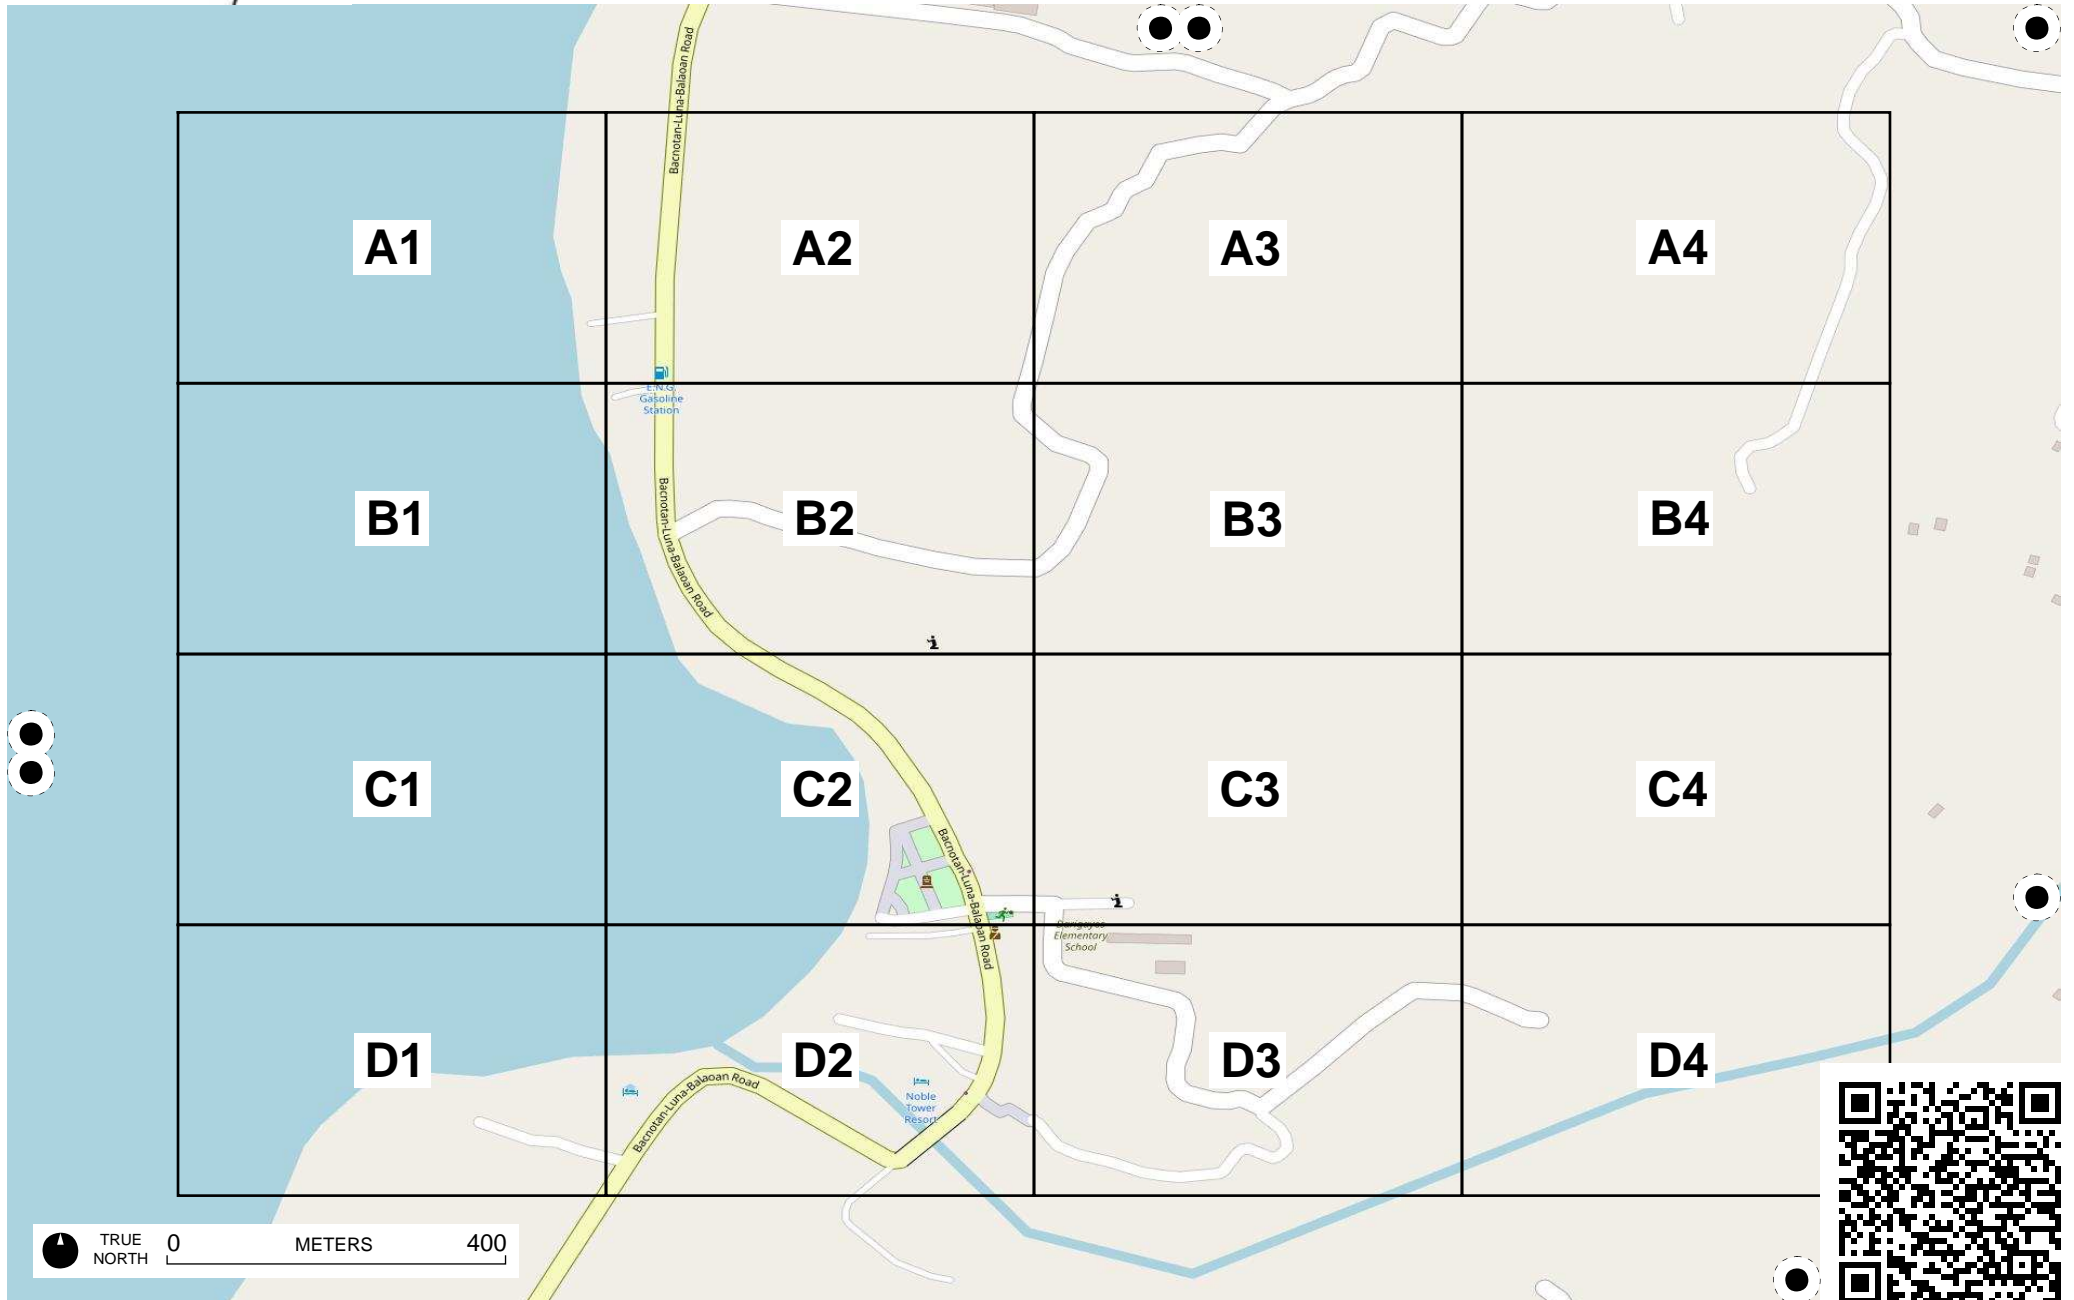 Bacnotan-Luna-Balaoan Road
A1
A2
A3
A4
E.N.G.
Gasoline
Station
Bacnotan-Luna-Balaoan Road
B1
B2
B3
B4
C1
C2
C3
C4
Bacnotan-Luna-Balaoan Road
Elementary
School
D1
D2
D3
D4
Bacnotan-Luna-Balaoan Road
Noble
Tower
Resort
TRUE
NORTH
0
METERS
400